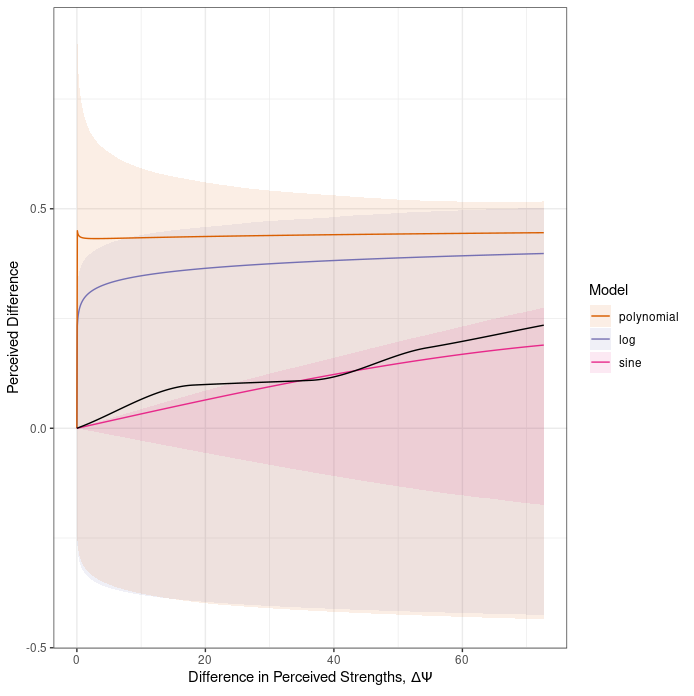 Perceived Difference
0.5
0.0
-0.5
0
20
40
60
Difference in Perceived Strengths, ΔΨ
Model
polynomial
log
sine